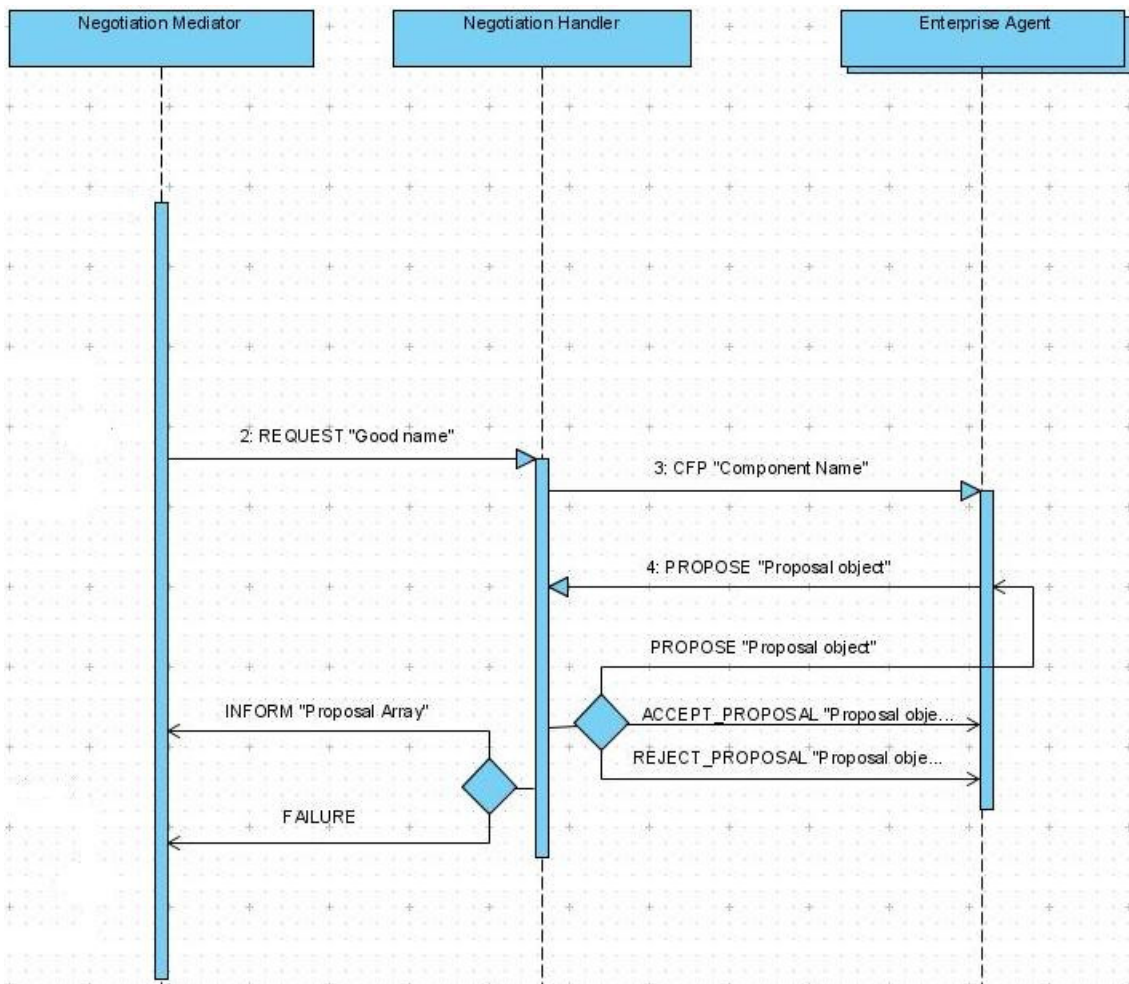 Negotiation Mediator
Negotiation Handler
Enterprise Agent
2: REQUEST "Good name"
3: CFP "Component Name"
4: PROPOSE "Proposal object"
PROPOSE "Proposal object"
INFORM "Proposal Array"
ACCEPT_PROPOSAL "Proposal obje...
REJECT_PROPOSAL "Proposal obje...
FAILURE